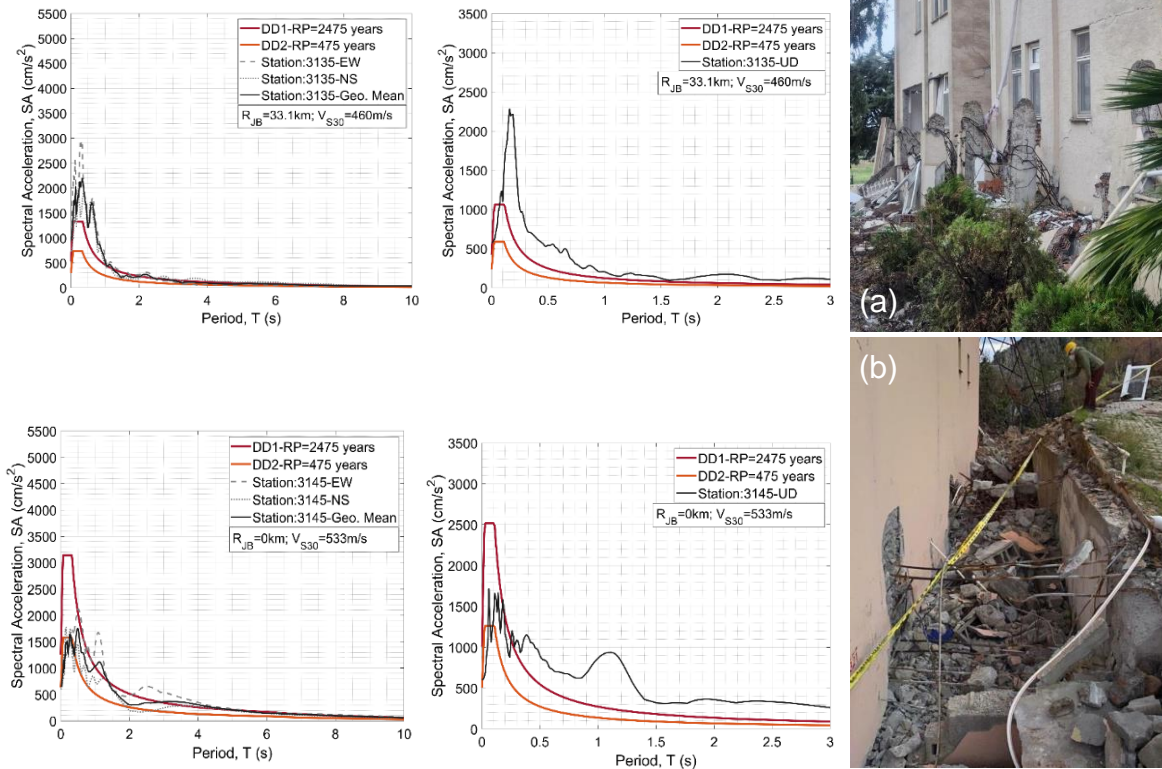 5500
5000
4500
4000
3500
3000
2500
2000
1500
1000
500
0
Spectral Acceleration, SA (cm/s²)
DD1-RP=2475 years
DD2-RP=475 years
Station:3135-EW
Station:3135-NS
Station:3135-Geo. Mean
R_JB=33.1km; V_S30=460m/s
0 2 4 6 8 10
Period, T (s)
3500
3000
2500
2000
1500
1000
500
0
Spectral Acceleration, SA (cm/s²)
DD1-RP=2475 years
DD2-RP=475 years
Station:3135-UD
R_JB=33.1km; V_S30=460m/s
0 0.5 1 1.5 2 2.5 3
Period, T (s)
(a)
5500
5000
4500
4000
3500
3000
2500
2000
1500
1000
500
0
Spectral Acceleration, SA (cm/s²)
DD1-RP=2475 years
DD2-RP=475 years
Station:3145-EW
Station:3145-NS
Station:3145-Geo. Mean
R_JB=0km; V_S30=533m/s
0 2 4 6 8 10
Period, T (s)
3500
3000
2500
2000
1500
1000
500
0
Spectral Acceleration, SA (cm/s²)
DD1-RP=2475 years
DD2-RP=475 years
Station:3145-UD
R_JB=0km; V_S30=533m/s
0 0.5 1 1.5 2 2.5 3
Period, T (s)
(b)